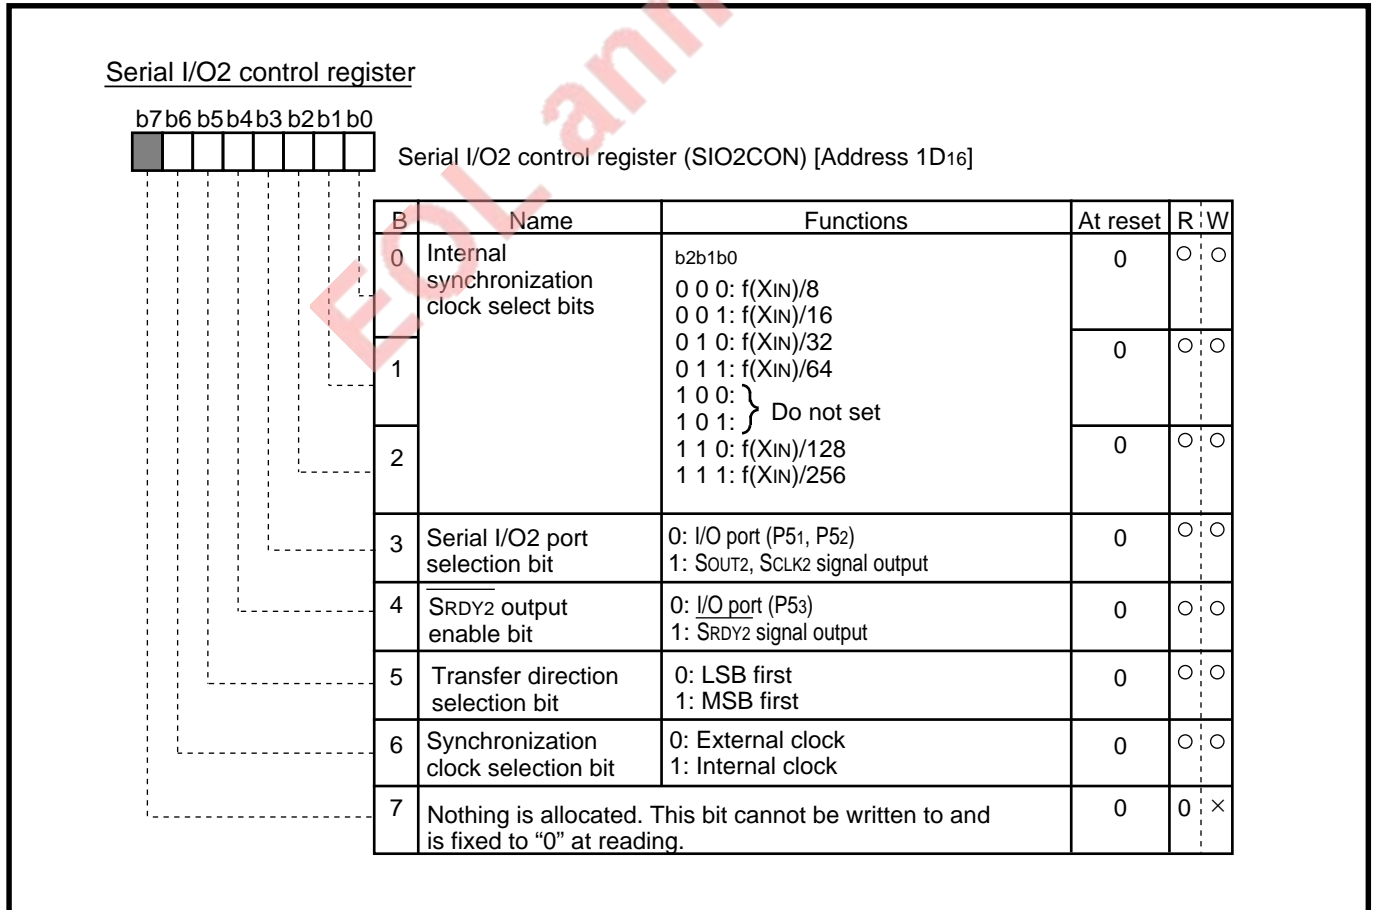 Serial I/O2 control register
b7 b6 b5 b4 b3 b2 b1 b0
Serial I/O2 control register (SIO2CON) [Address 1D16]
B Name Functions At reset R W
0 Internal synchronization clock select bits
b2b1b0
0 0 0: f(XIN)/8
0 0 1: f(XIN)/16
0 1 0: f(XIN)/32
0 1 1: f(XIN)/64
1 0 0:
1 0 1:
} Do not set
1 1 0: f(XIN)/128
1 1 1: f(XIN)/256
0 ○ ○
1 0 ○ ○
2 0 ○ ○
3 Serial I/O2 port
selection bit
0: I/O port (P51, P52)
1: SOUT2, SCLK2 signal output
0 ○ ○
4 SRDY2 output
enable bit
0: I/O port (P53)
1: SRDY2 signal output
0 ○ ○
5 Transfer direction
selection bit
0: LSB first
1: MSB first
0 ○ ○
6 Synchronization
clock selection bit
0: External clock
1: Internal clock
0 ○ ○
7 Nothing is allocated. This bit cannot be written to and
is fixed to “0” at reading.
0 0 ×
EOL ann